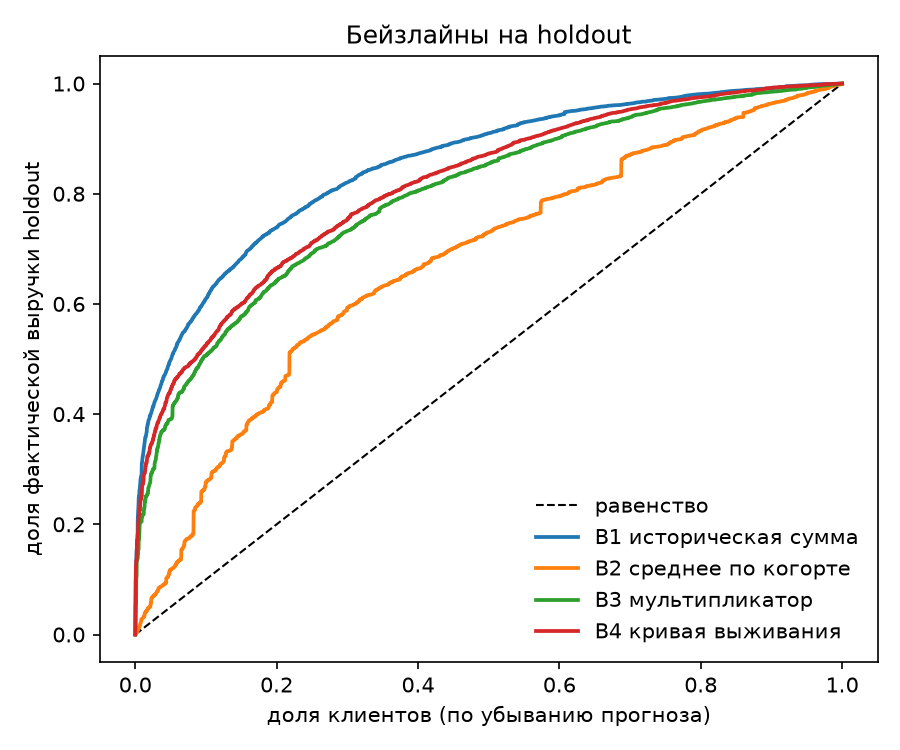 Бейзлайны на holdout
доля фактической выручки holdout
1.0
0.8
0.6
0.4
0.2
0.0
равенство
B1 историческая сумма
B2 среднее по когорте
B3 мультипликатор
B4 кривая выживания
0.0 0.2 0.4 0.6 0.8 1.0
доля клиентов (по убыванию прогноза)